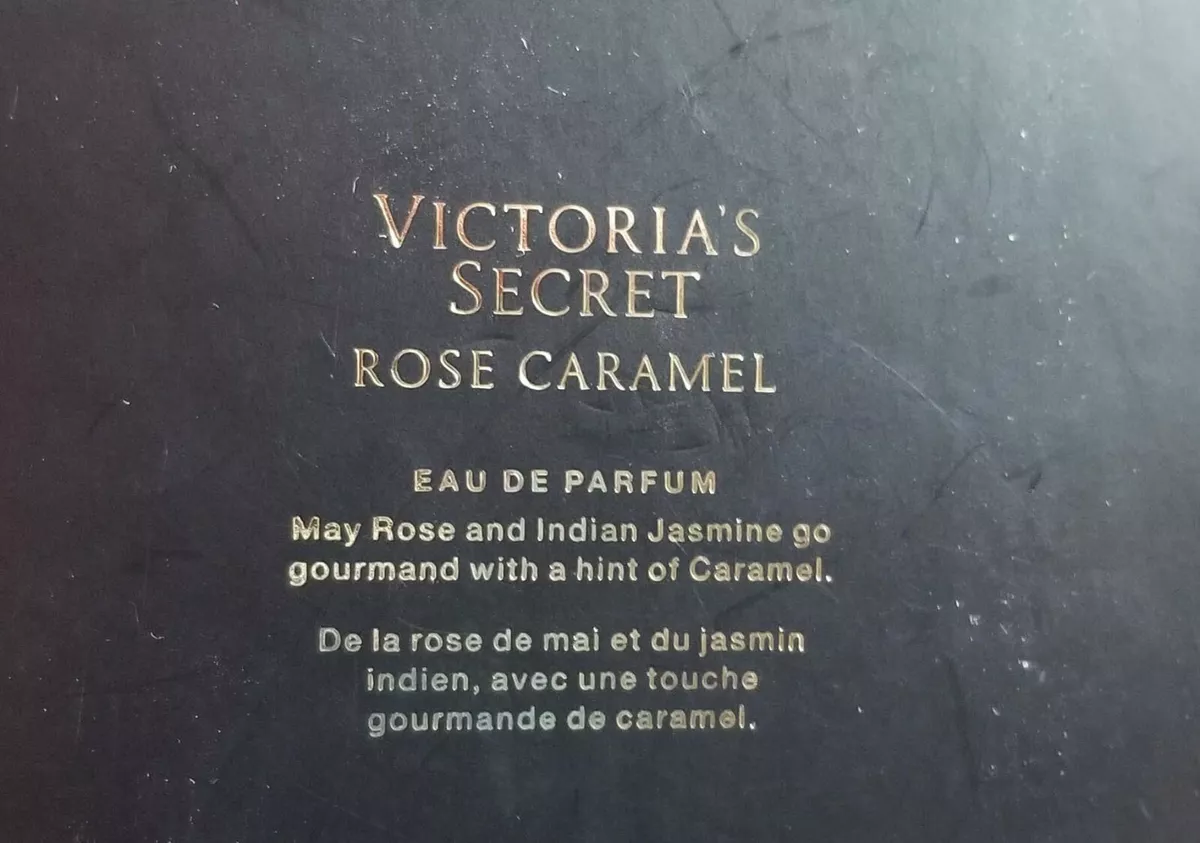 VICTORIA'S
SECRET
ROSE CARAMEL
EAU DE PARFUM
May Rose and Indian Jasmine go
gourmand with a hint of Caramel.
De la rose de mai et du jasmin
indien, avec une touche
gourmande de caramel.